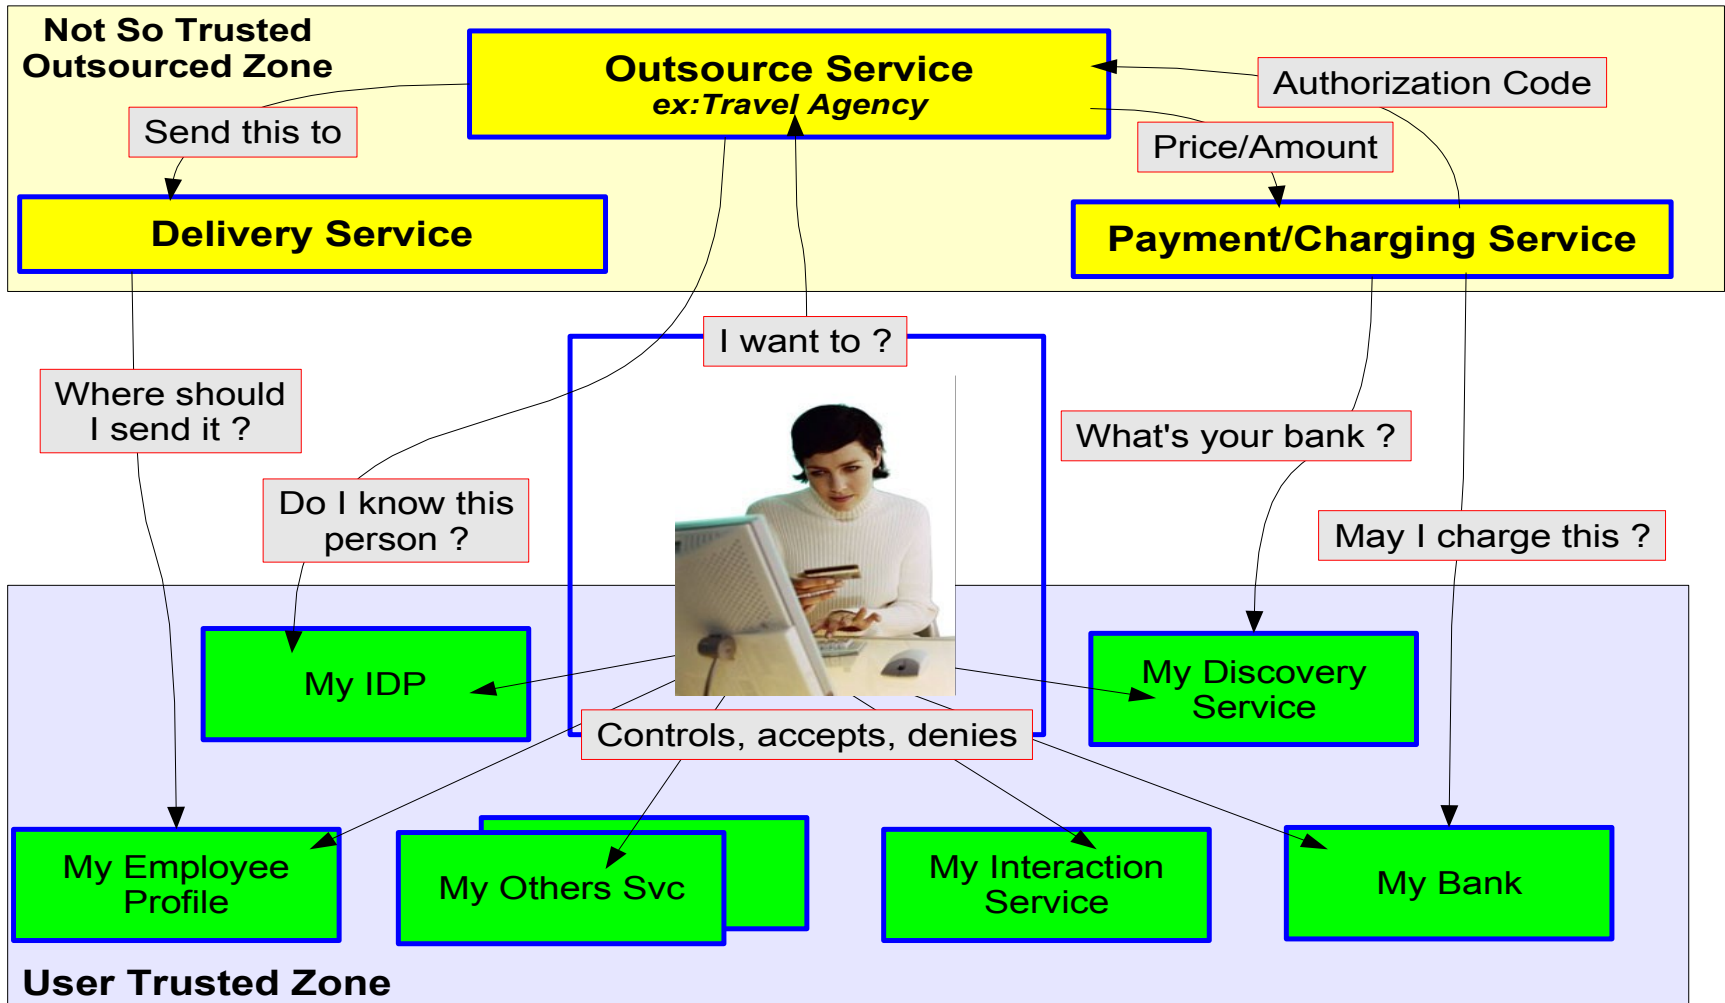 Not So Trusted
Outsourced Zone
Outsource Service
ex:Travel Agency
Authorization Code
Send this to
Price/Amount
Delivery Service
Payment/Charging Service
I want to ?
Where should
I send it ?
What's your bank ?
Do I know this
person ?
May I charge this ?
My IDP
My Discovery
Service
Controls, accepts, denies
My Employee
Profile
My Others Svc
My Interaction
Service
My Bank
User Trusted Zone